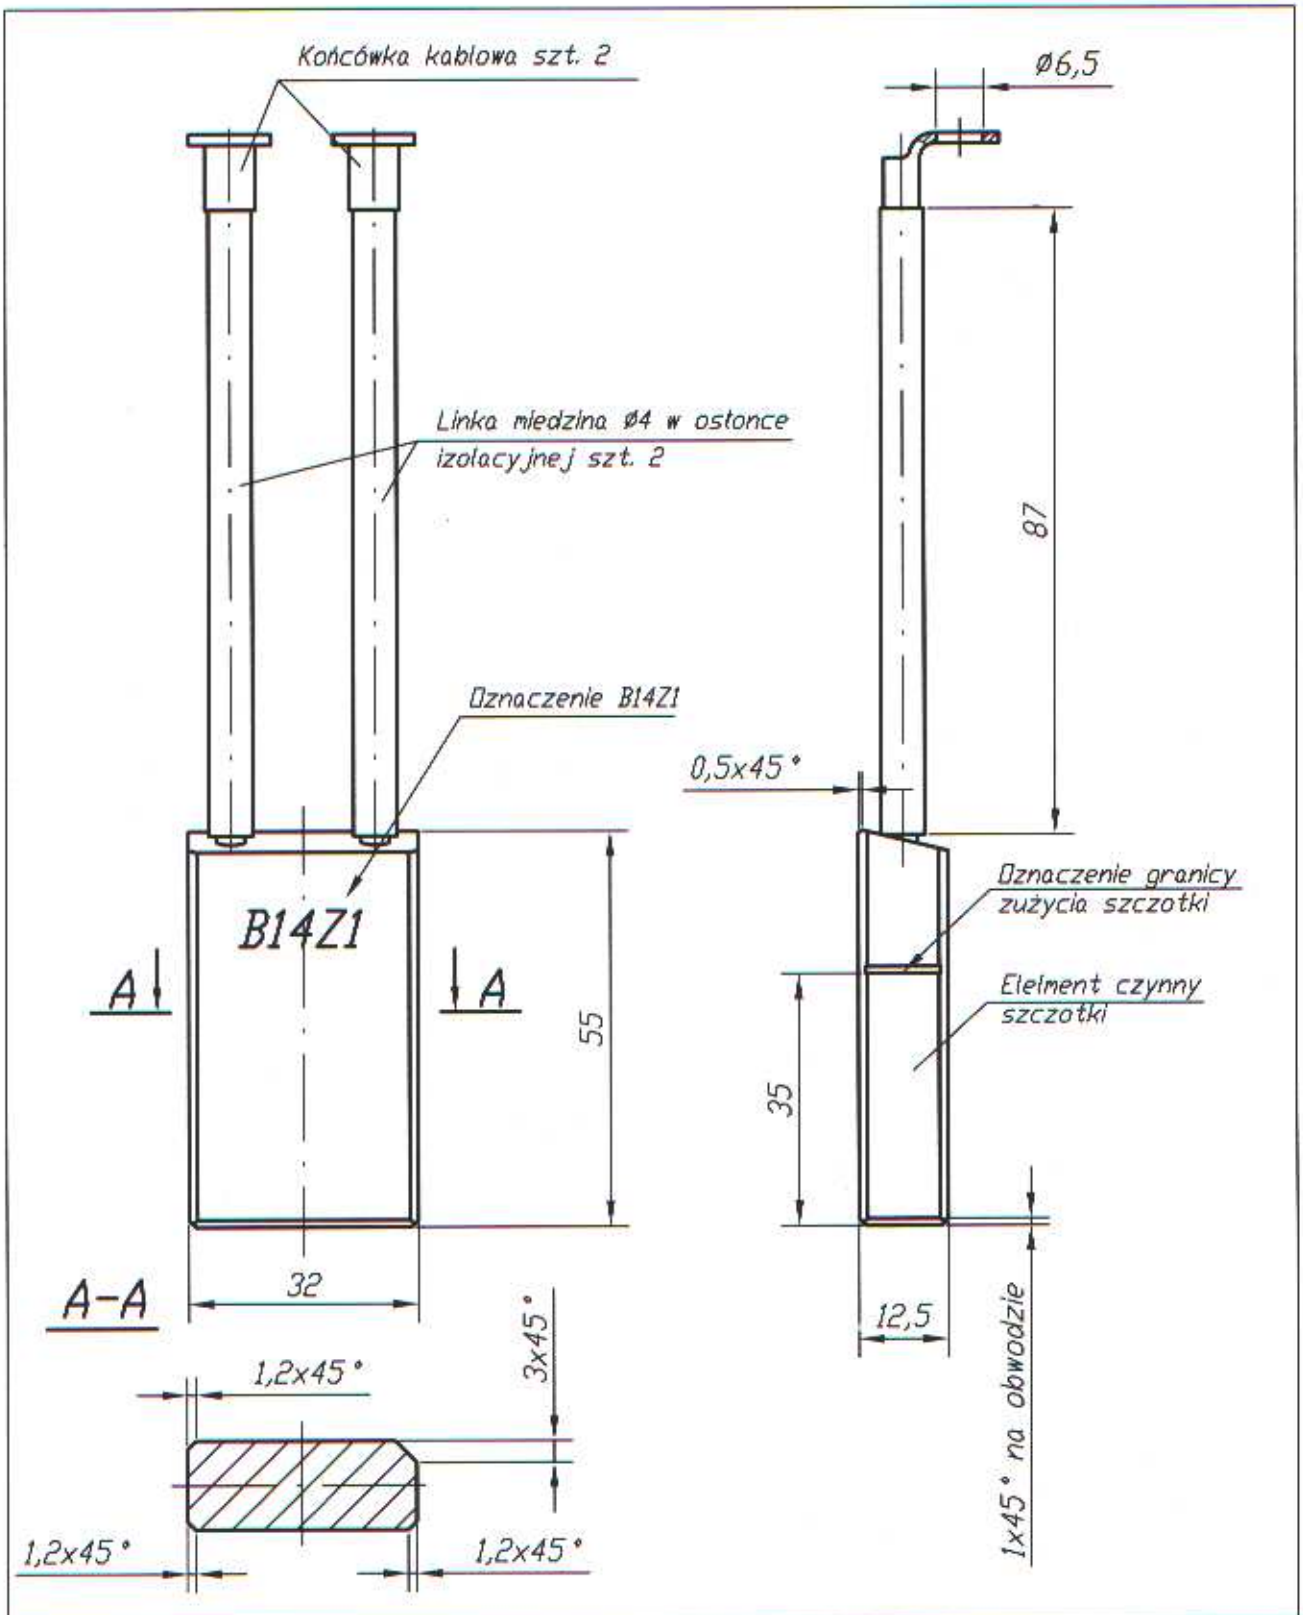 Końcówka kablowa szt. 2
Ø6,5
Linka miedzina Ø4 w osłonce
izolacyjnej szt. 2
87
Oznaczenie B14Z1
0,5x45°
Oznaczenie granicy
zużycia szczotki
B14Z1
A
A
Elelment czynny
szczotki
55
35
32
A-A
12,5
3x45°
1x45° na obwodzie
1,2x45°
1,2x45°
1,2x45°